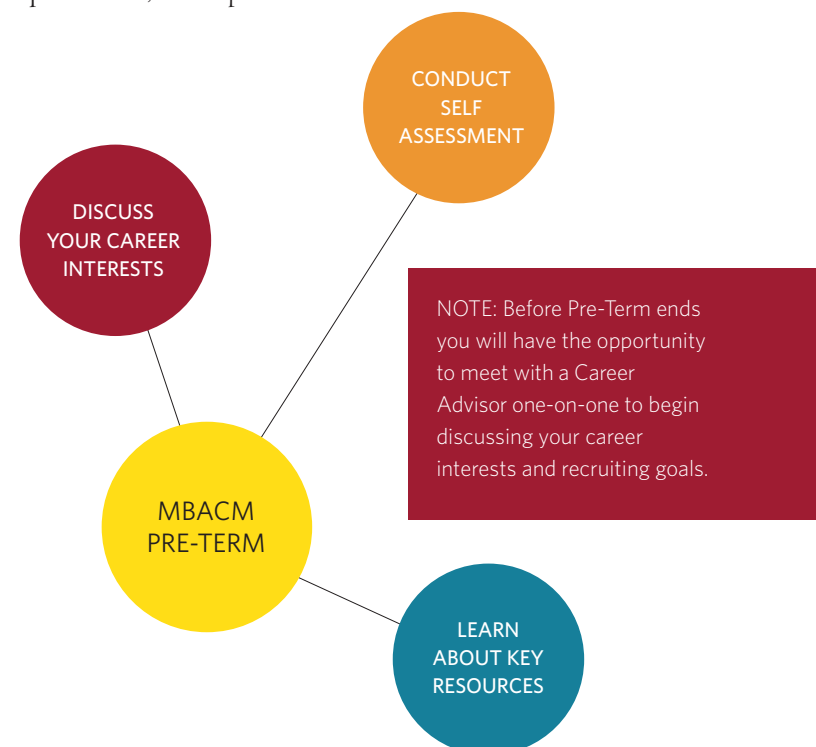 CONDUCT
SELF
ASSESSMENT
DISCUSS
YOUR CAREER
INTERESTS
NOTE: Before Pre-Term ends
you will have the opportunity
to meet with a Career
Advisor one-on-one to begin
discussing your career
interests and recruiting goals.
MBACM
PRE-TERM
LEARN
ABOUT KEY
RESOURCES